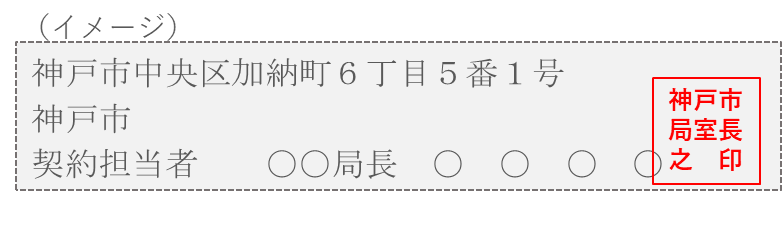 （イメージ）
神戸市中央区加納町６丁目５番１号
神戸市
契約担当者　　〇〇局長　〇　〇　〇　〇
神戸市
局室長
之　印